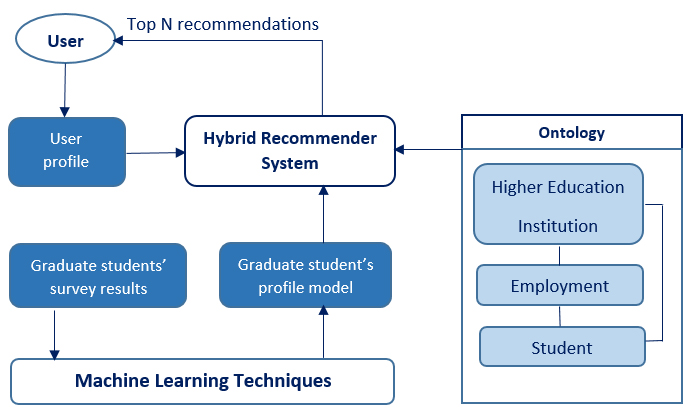 Top N recommendations
User
User
profile
Hybrid Recommender
System
Ontology
Higher Education
Institution
Employment
Student
Graduate students’
survey results
Graduate student’s
profile model
Machine Learning Techniques